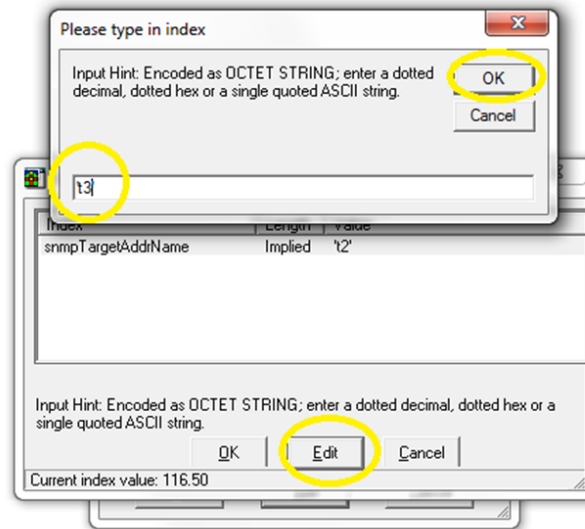 Please type in index
Input Hint: Encoded as OCTET STRING; enter a dotted
decimal, dotted hex or a single quoted ASCII string.
OK
Cancel
't3'
Index Length Value
snmpTargetAddrName Implied 't2'
Input Hint: Encoded as OCTET STRING; enter a dotted decimal, dotted hex or a
single quoted ASCII string.
OK Edit Cancel
Current index value: 116.50